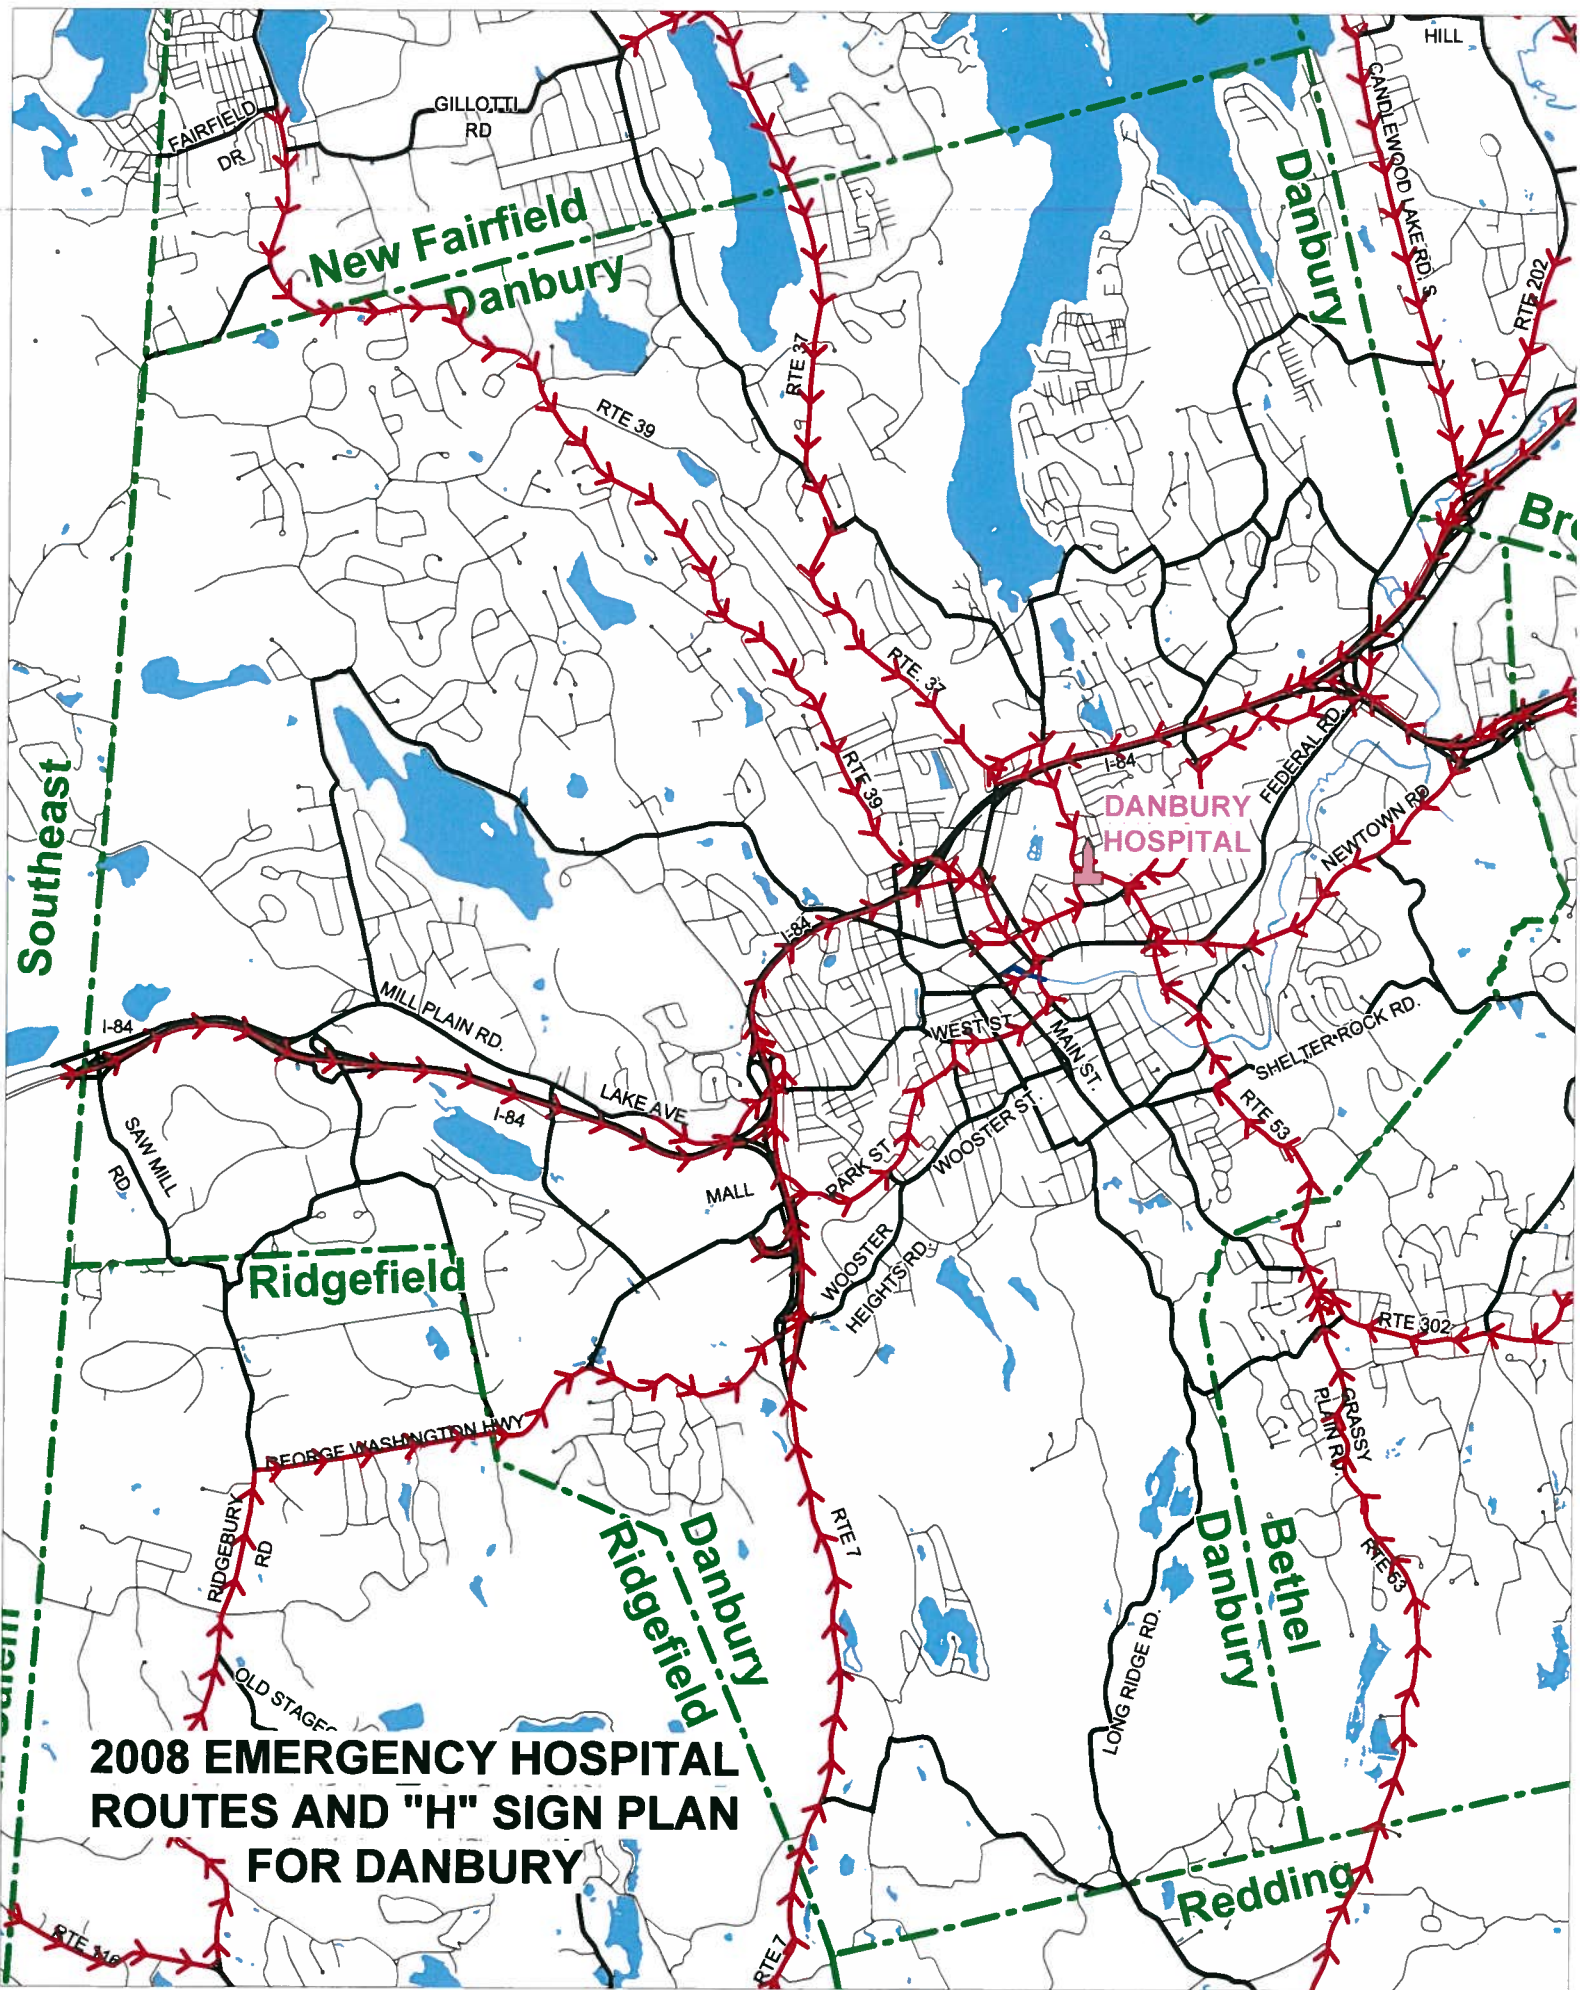 HILL
GILLOTTI
RD
FAIRFIELD
DR
CANDLEWOOD LAKE RD. S
New Fairfield
Danbury
Danbury
RTE 202
RTE 37
RTE 39
RTE. 37
RTE 39
I-84
FEDERAL RD.
DANBURY
HOSPITAL
NEWTOWN RD
Southeast
I-84
MILL PLAIN RD.
I-84
WEST ST
MAIN ST.
SHELTER ROCK RD.
LAKE AVE
I-84
SAW MILL
RD
RTE 53
WOOSTER ST.
PARK ST.
MALL
WOOSTER
HEIGHTS RD.
Ridgefield
RTE 302
GRASSY
PLAIN RD.
GEORGE WASHINGTON HWY
RIDGEBURY
RD
RTE 7
Danbury
Ridgefield
Danbury
Bethel
RTE 53
LONG RIDGE RD.
2008 EMERGENCY HOSPITAL
ROUTES AND "H" SIGN PLAN
FOR DANBURY
Redding
RTE 116
RTE 7